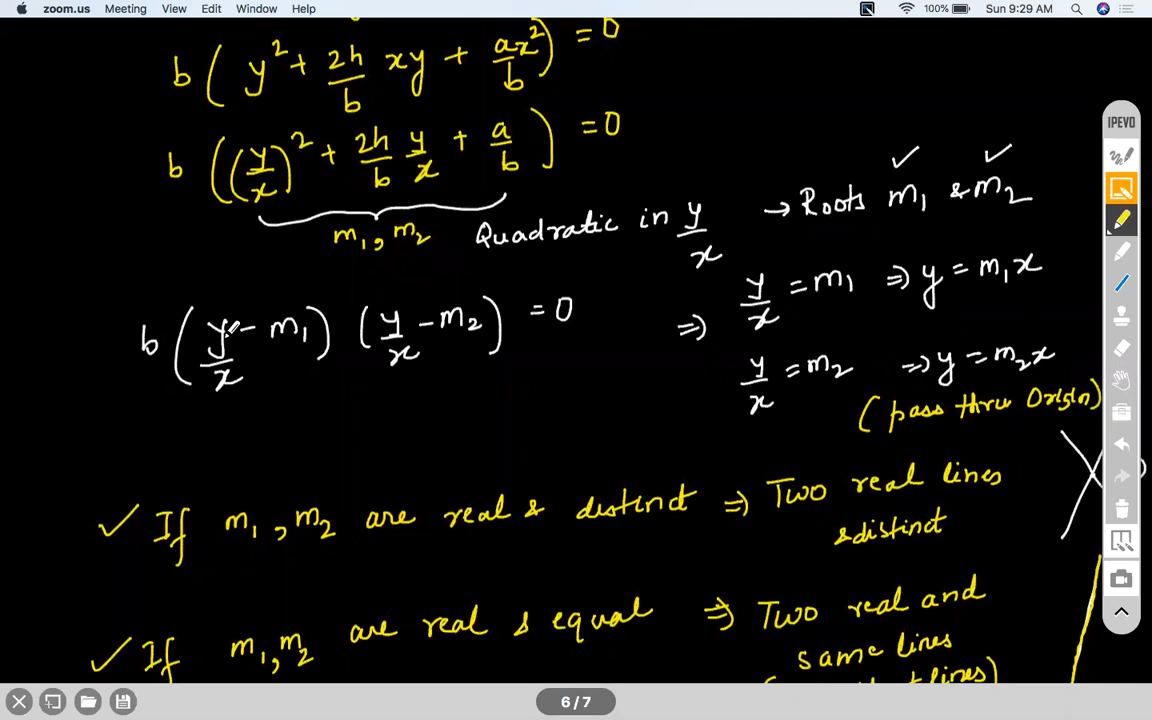 zoom.us Meeting View Edit Window Help 100% Sun 9:29 AM
b ( y² + 2h/b xy + ax²/b ) = 0
b ( (y/x)² + 2h/b y/x + a/b ) = 0
m₁, m₂ Quadratic in y/x → Roots m₁ & m₂
b ( y/x - m₁ ) ( y/x - m₂ ) = 0
⇒ y/x = m₁ ⇒ y = m₁x
y/x = m₂ ⇒ y = m₂x
(pass thru Origin)
✓ If m₁, m₂ are real & distinct ⇒ Two real lines
& distinct
✓ If m₁, m₂ are real & equal ⇒ Two real and
same lines
lines)
IPEVO
6/7